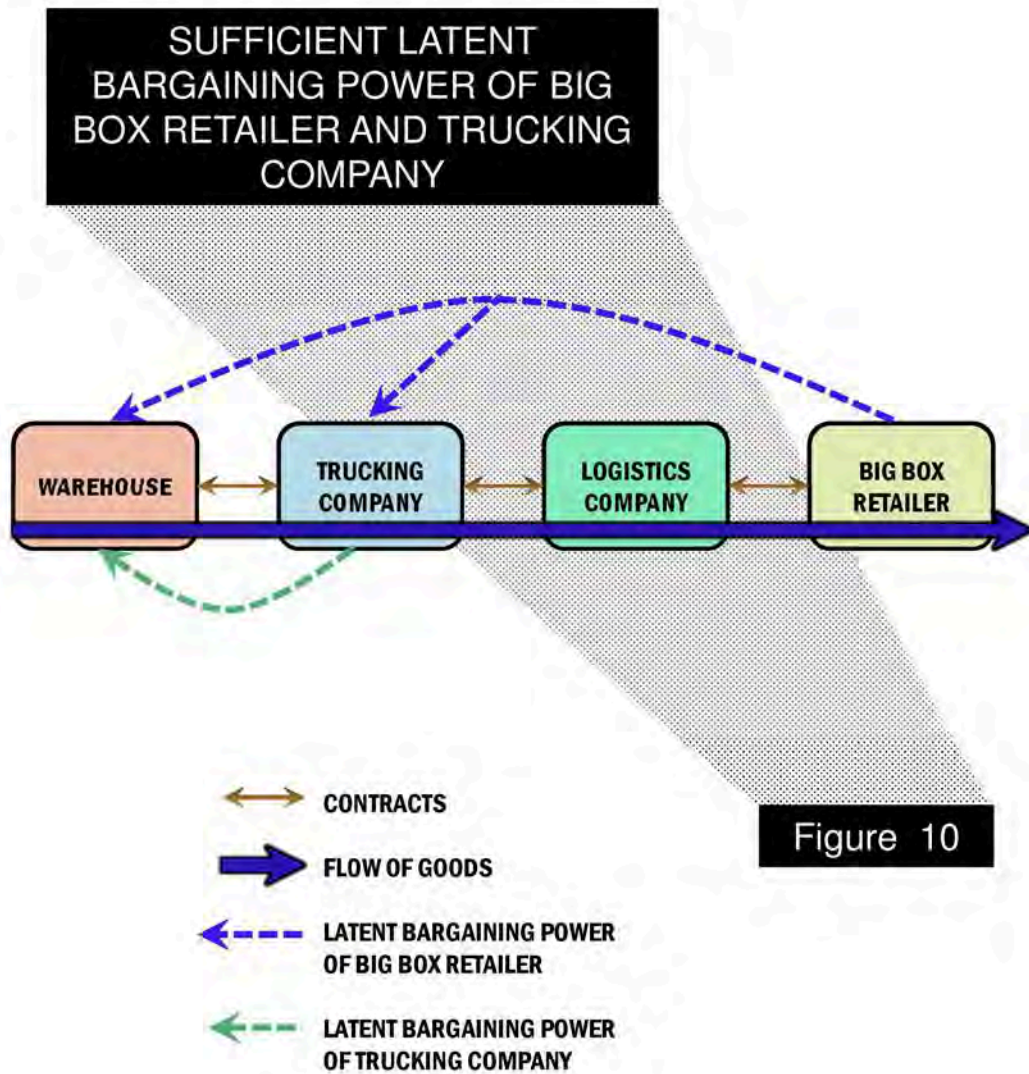 SUFFICIENT LATENT
BARGAINING POWER OF BIG
BOX RETAILER AND TRUCKING
COMPANY
WAREHOUSE
TRUCKING
COMPANY
LOGISTICS
COMPANY
BIG BOX
RETAILER
CONTRACTS
Figure 10
FLOW OF GOODS
LATENT BARGAINING POWER
OF BIG BOX RETAILER
LATENT BARGAINING POWER
OF TRUCKING COMPANY